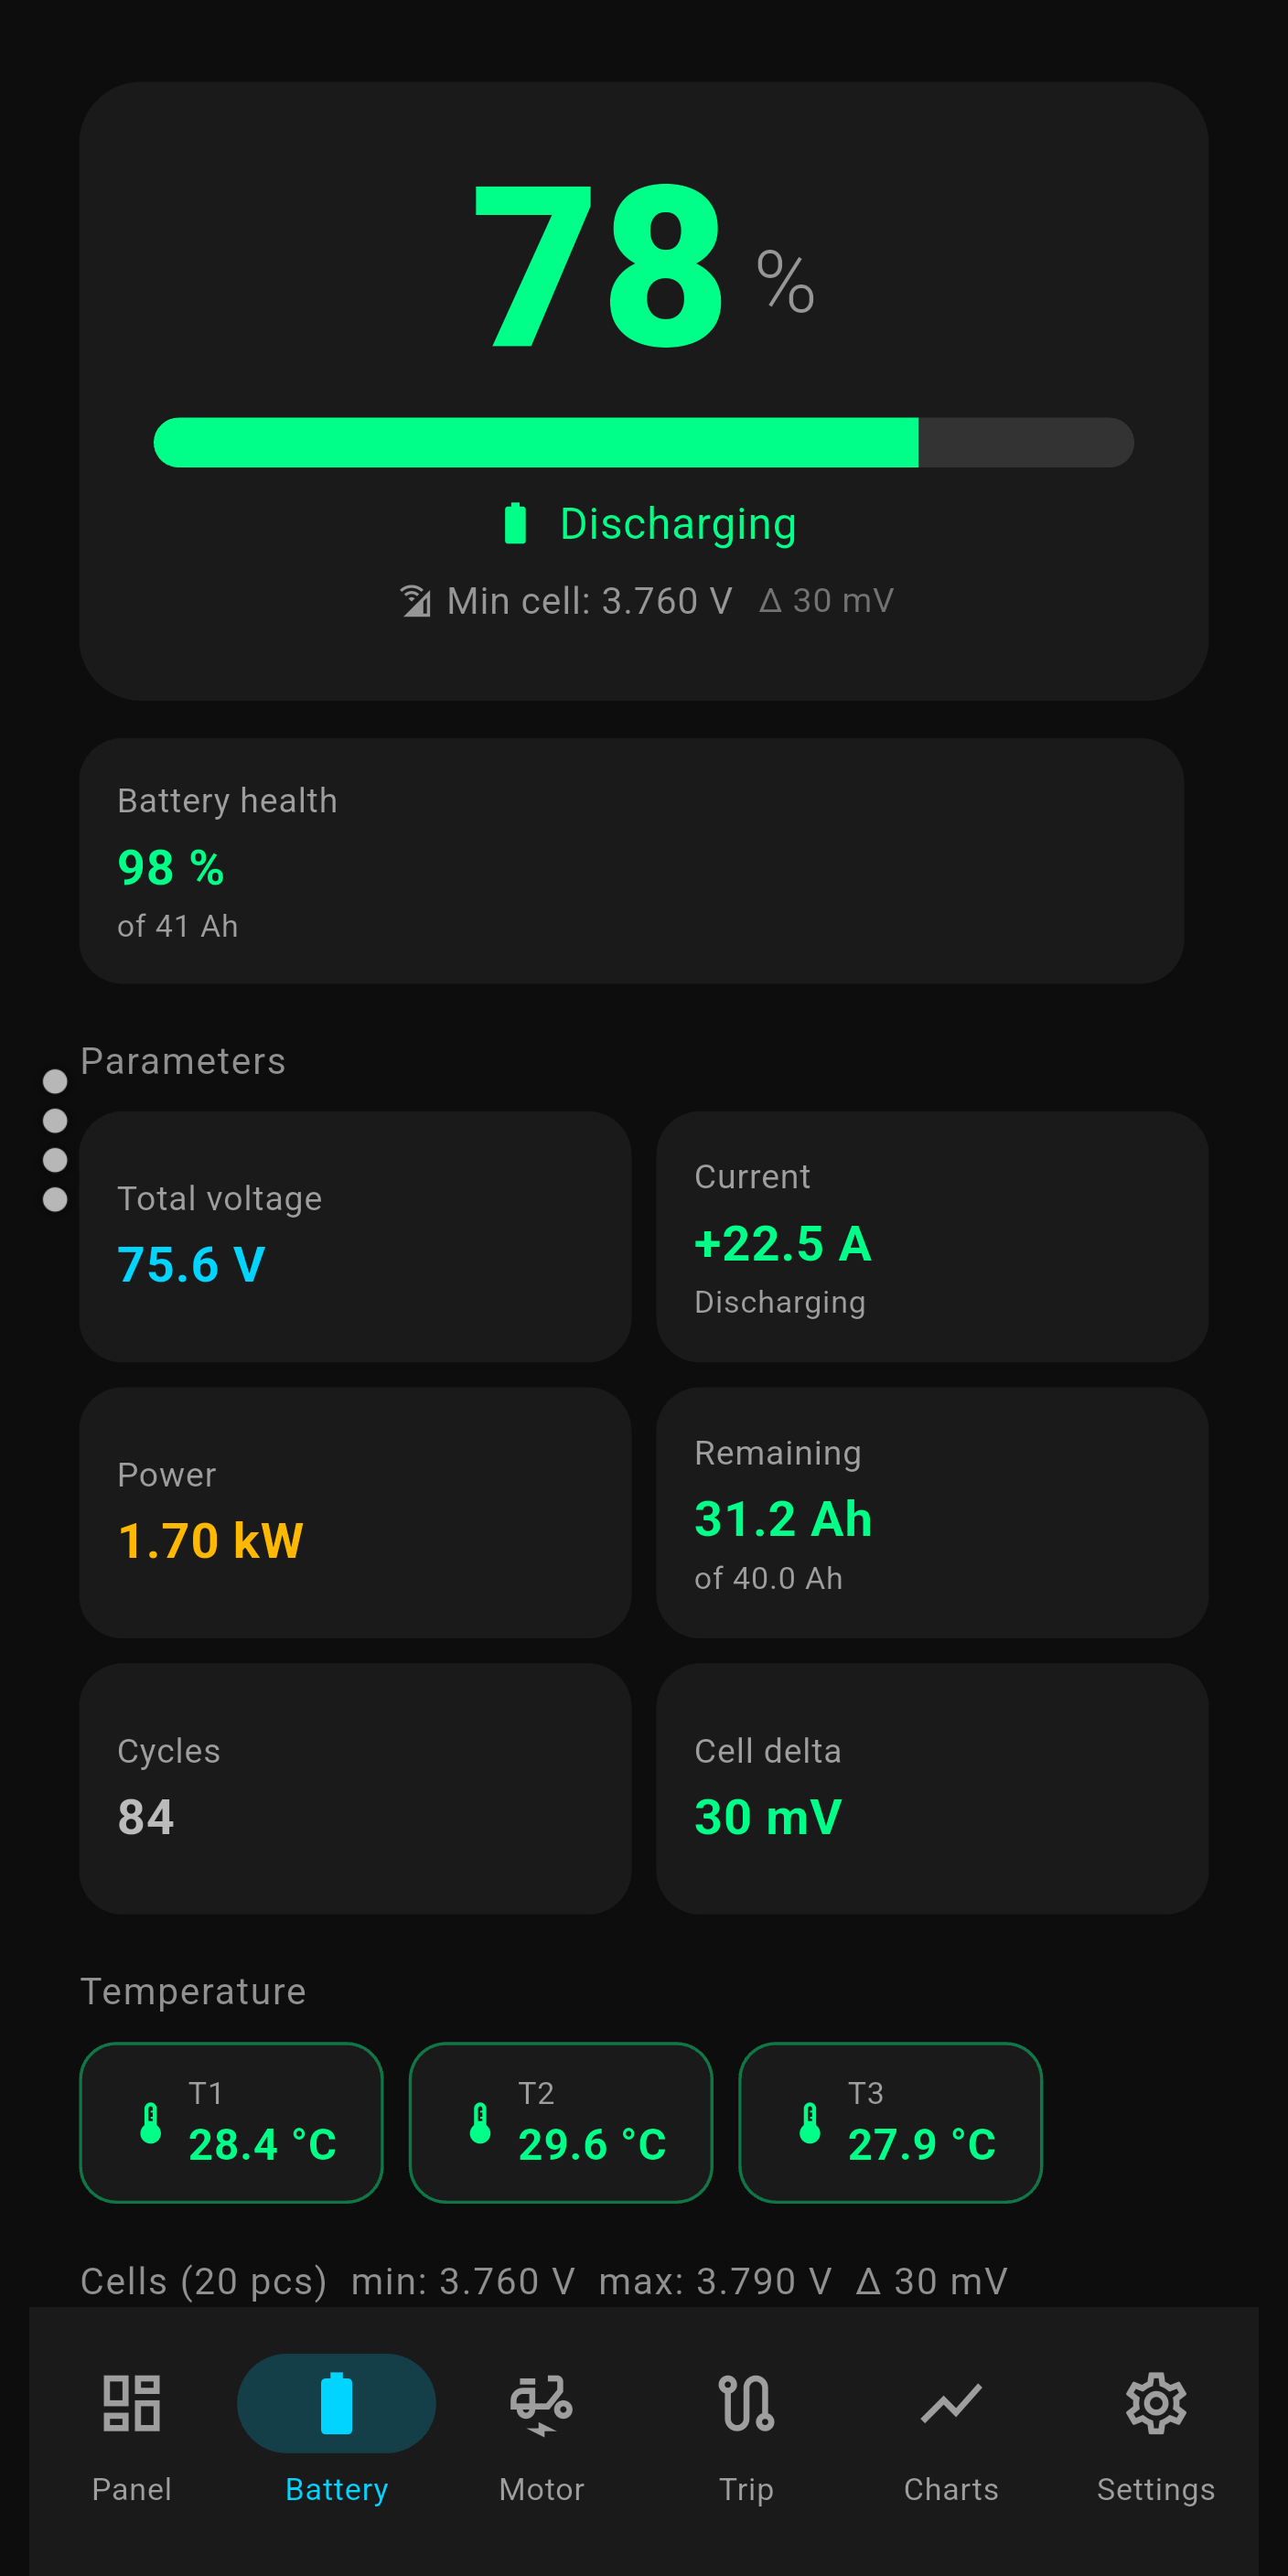 78 %
Discharging
Min cell: 3.760 V Δ 30 mV
Battery health
98 %
of 41 Ah
Parameters
Total voltage
75.6 V
Current
+22.5 A
Discharging
Power
1.70 kW
Remaining
31.2 Ah
of 40.0 Ah
Cycles
84
Cell delta
30 mV
Temperature
T1
28.4 °C
T2
29.6 °C
T3
27.9 °C
Cells (20 pcs) min: 3.760 V max: 3.790 V Δ 30 mV
Panel
Battery
Motor
Trip
Charts
Settings